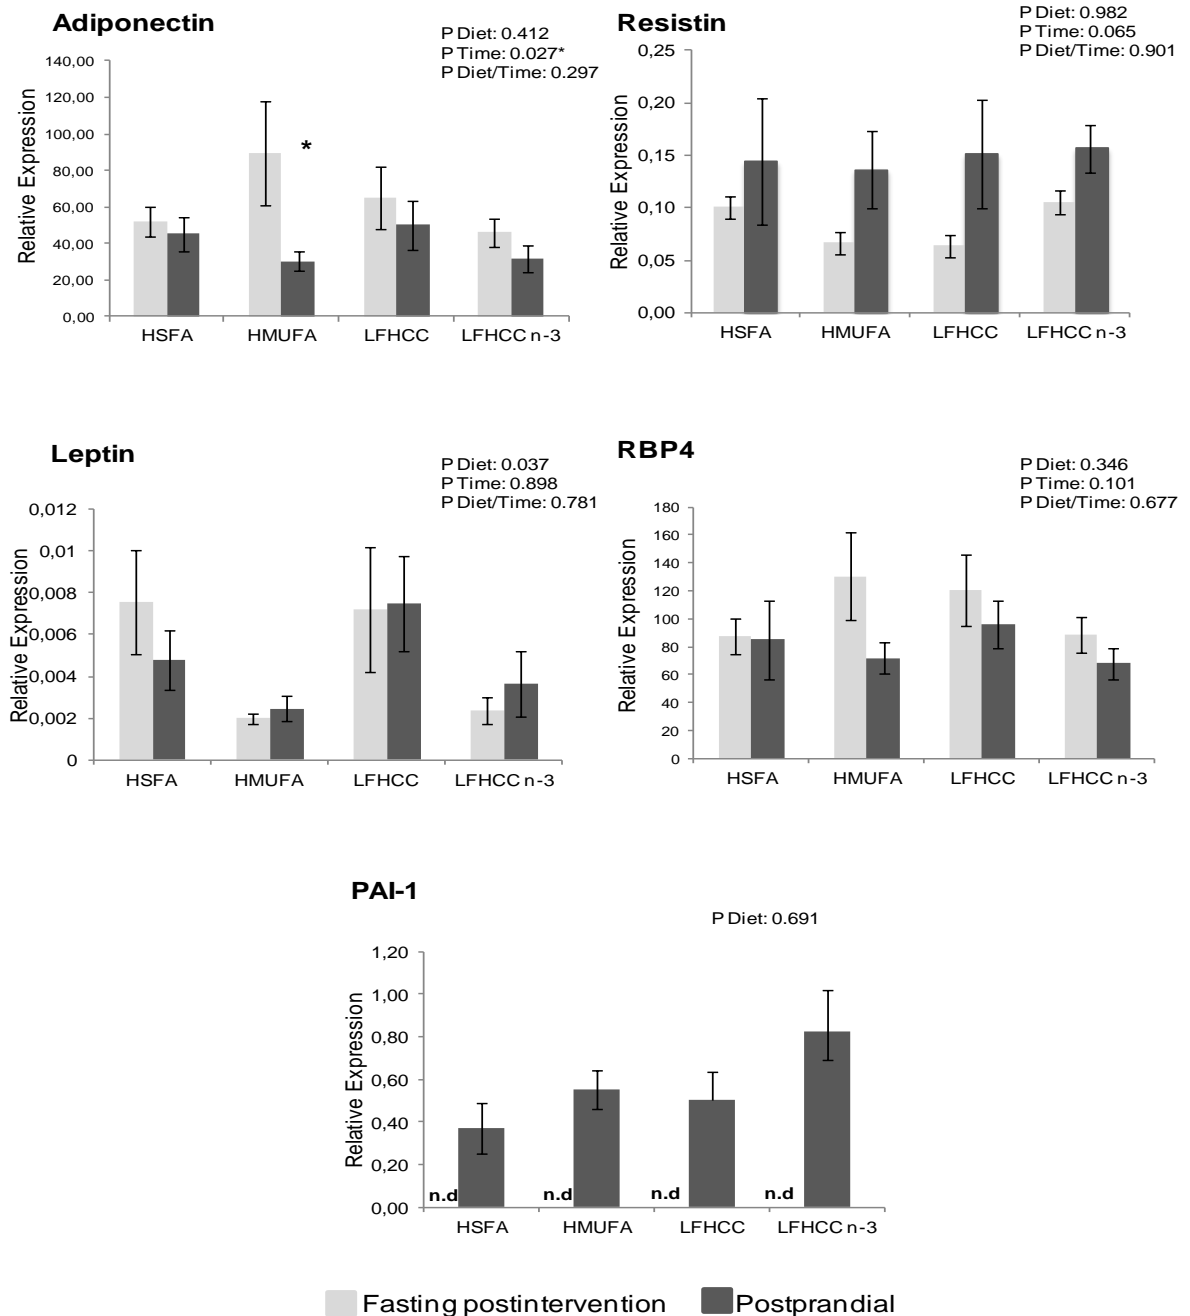 Adiponectin
P Diet: 0.412
P Time: 0.027*
P Diet/Time: 0.297
Relative Expression
140,00
120,00
100,00
80,00
60,00
40,00
20,00
0,00
*
HSFA HMUFA LFHCC LFHCC n-3
Resistin
P Diet: 0.982
P Time: 0.065
P Diet/Time: 0.901
Relative Expression
0,25
0,20
0,15
0,10
0,05
0,00
HSFA HMUFA LFHCC LFHCC n-3
Leptin
P Diet: 0.037
P Time: 0.898
P Diet/Time: 0.781
Relative Expression
0,012
0,01
0,008
0,006
0,004
0,002
0
HSFA HMUFA LFHCC LFHCC n-3
RBP4
P Diet: 0.346
P Time: 0.101
P Diet/Time: 0.677
Relative Expression
180
160
140
120
100
80
60
40
20
0
HSFA HMUFA LFHCC LFHCC n-3
PAI-1
P Diet: 0.691
Relative Expression
1,20
1,00
0,80
0,60
0,40
0,20
0,00
n.d n.d n.d n.d
HSFA HMUFA LFHCC LFHCC n-3
Fasting postintervention Postprandial